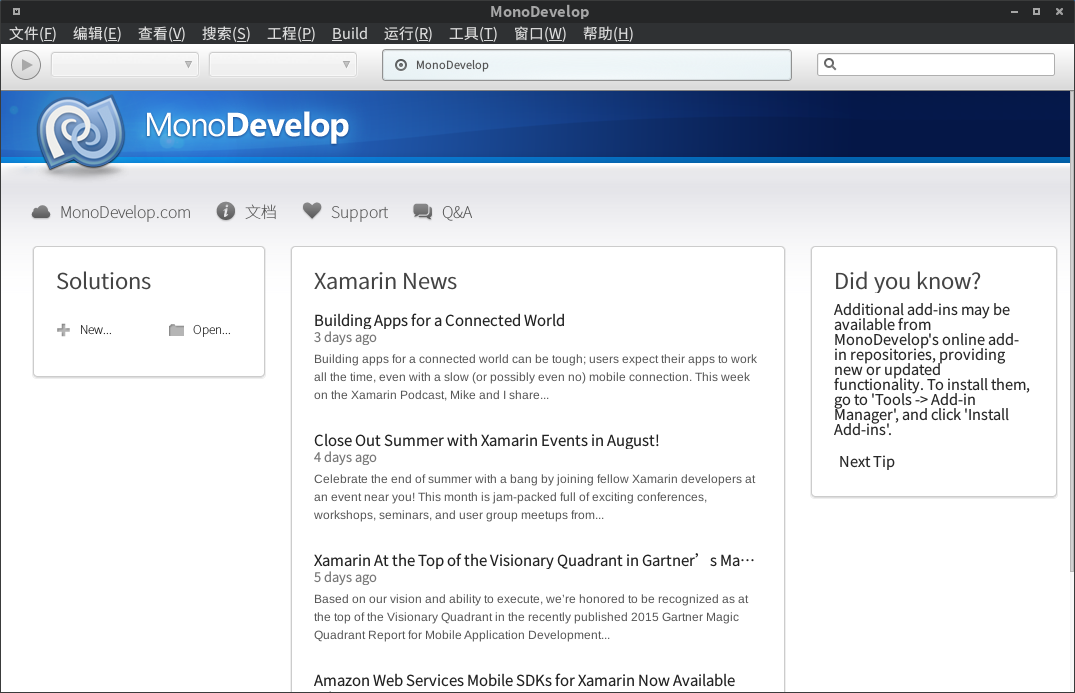 MonoDevelop
文件(F) 编辑(E) 查看(V) 搜索(S) 工程(P) Build 运行(R) 工具(T) 窗口(W) 帮助(H)
MonoDevelop
MonoDevelop
MonoDevelop.com 文档 Support Q&A
Solutions
New... Open...
Xamarin News
Building Apps for a Connected World
3 days ago
Building apps for a connected world can be tough; users expect their apps to work
all the time, even with a slow (or possibly even no) mobile connection. This week
on the Xamarin Podcast, Mike and I share...
Close Out Summer with Xamarin Events in August!
4 days ago
Celebrate the end of summer with a bang by joining fellow Xamarin developers at
an event near you! This month is jam-packed full of exciting conferences,
workshops, seminars, and user group meetups from...
Xamarin At the Top of the Visionary Quadrant in Gartner’s Ma…
5 days ago
Based on our vision and ability to execute, we’re honored to be recognized as at
the top of the Visionary Quadrant in the recently published 2015 Gartner Magic
Quadrant Report for Mobile Application Development...
Amazon Web Services Mobile SDKs for Xamarin Now Available
Did you know?
Additional add-ins may be
available from
MonoDevelop's online add-
in repositories, providing
new or updated
functionality. To install them,
go to 'Tools -> Add-in
Manager', and click 'Install
Add-ins'.
Next Tip